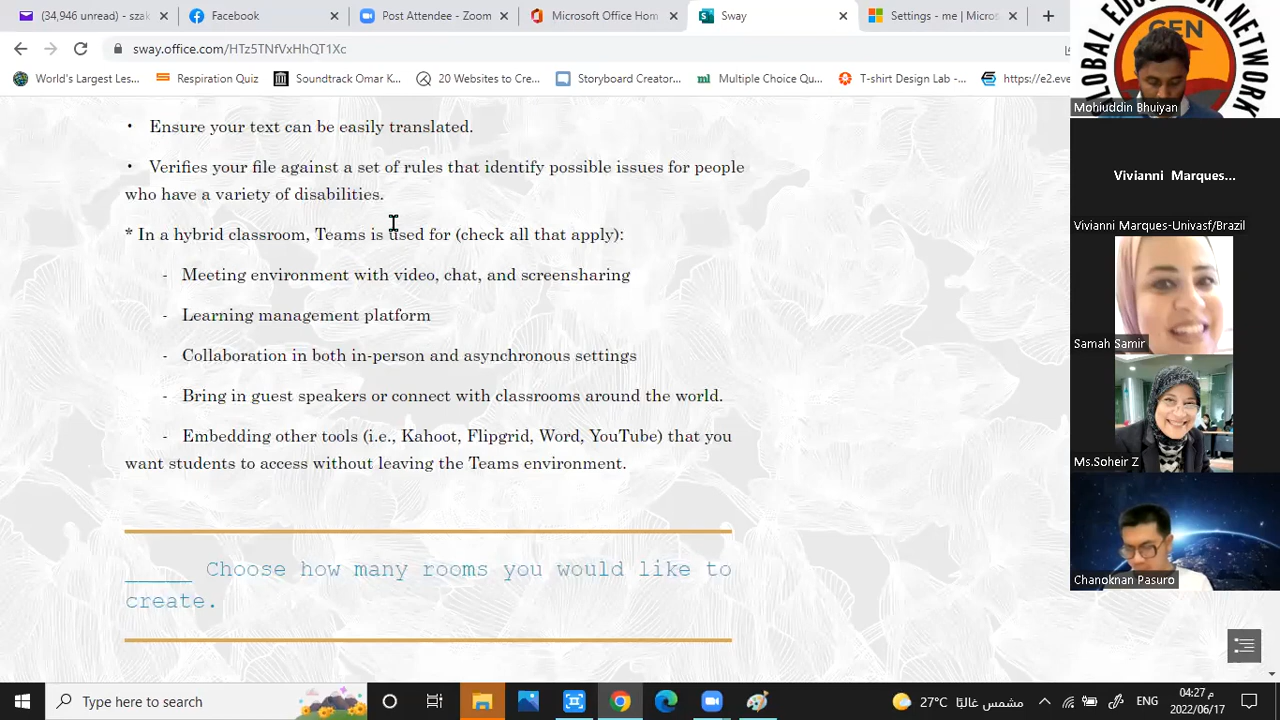 (34,946 unread) - szak
Facebook
Post Attendee - Zoom
Microsoft Office Hom
Sway
Settings - me | Micros
sway.office.com/HTz5TNfVxHhQT1Xc
World's Largest Les...
Respiration Quiz
Soundtrack Omar K...
20 Websites to Cre...
Storyboard Creator...
ml Multiple Choice Qu...
T-shirt Design Lab -...
https://e2.eve
• Ensure your text can be easily translated.
• Verifies your file against a set of rules that identify possible issues for people
who have a variety of disabilities.
* In a hybrid classroom, Teams is used for (check all that apply):
- Meeting environment with video, chat, and screensharing
- Learning management platform
- Collaboration in both in-person and asynchronous settings
- Bring in guest speakers or connect with classrooms around the world.
- Embedding other tools (i.e., Kahoot, Flipgrid, Word, YouTube) that you
want students to access without leaving the Teams environment.
_____ Choose how many rooms you would like to
create.
GLOBAL EDUCATION NETWORK
GEN
Mohiuddin Bhuiyan
Vivianni Marques...
Vivianni Marques-Univasf/Brazil
Samah Samir
Ms.Soheir Z
Chanoknan Pasuro
Type here to search
27°C مشمس غالبًا
ENG
04:27 م
2022/06/17